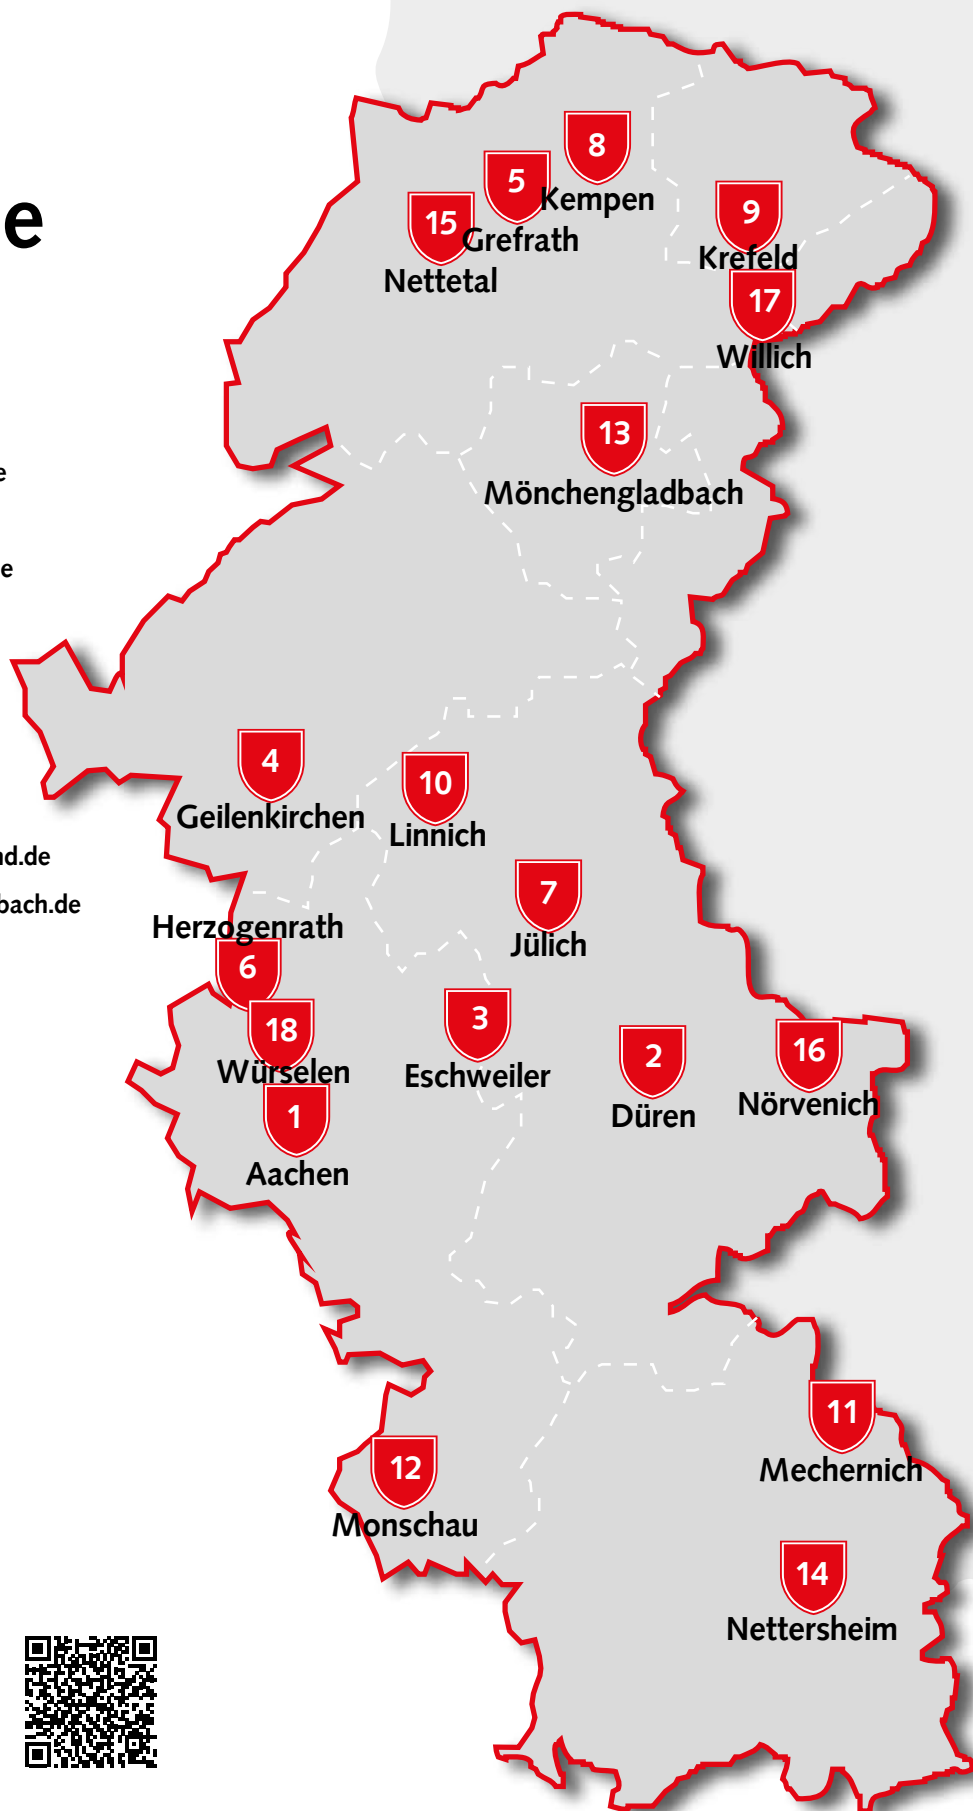 8
Kempen
5
Grefrath
15
Nettetal
e
9
Krefeld
17
Willich
13
Mönchengladbach
e
e
4
Geilenkirchen
10
Linnich
nd.de
bach.de
7
Jülich
Herzogenrath
6
18
Würselen
3
Eschweiler
2
Düren
16
Nörvenich
1
Aachen
11
Mechernich
12
Monschau
14
Nettersheim